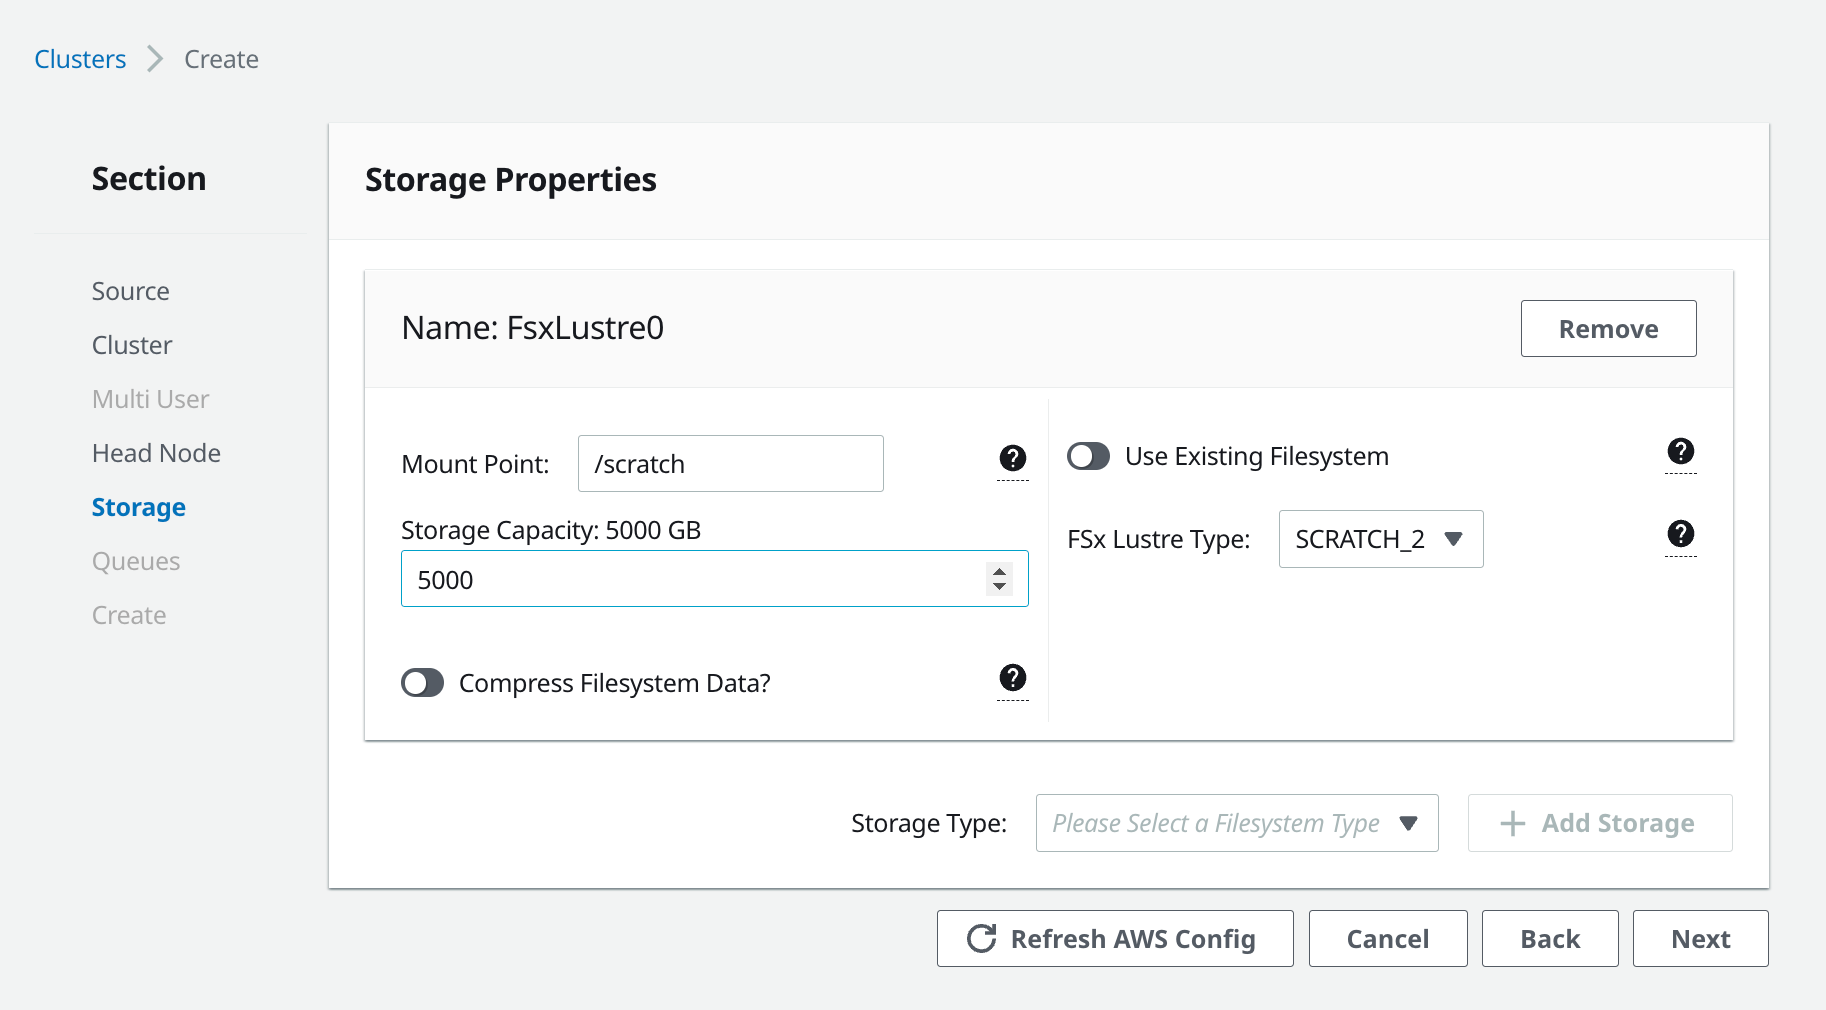 Clusters > Create
Section
Source
Cluster
Multi User
Head Node
Storage
Queues
Create
Storage Properties
Name: FsxLustre0
Remove
Mount Point: /scratch
Storage Capacity: 5000 GB
5000
Compress Filesystem Data?
Use Existing Filesystem
FSx Lustre Type: SCRATCH_2
Storage Type: Please Select a Filesystem Type
+ Add Storage
Refresh AWS Config
Cancel
Back
Next